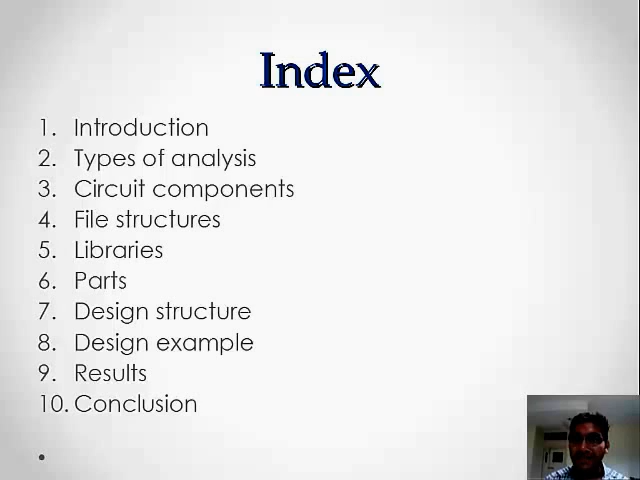 Index
1. Introduction
2. Types of analysis
3. Circuit components
4. File structures
5. Libraries
6. Parts
7. Design structure
8. Design example
9. Results
10. Conclusion